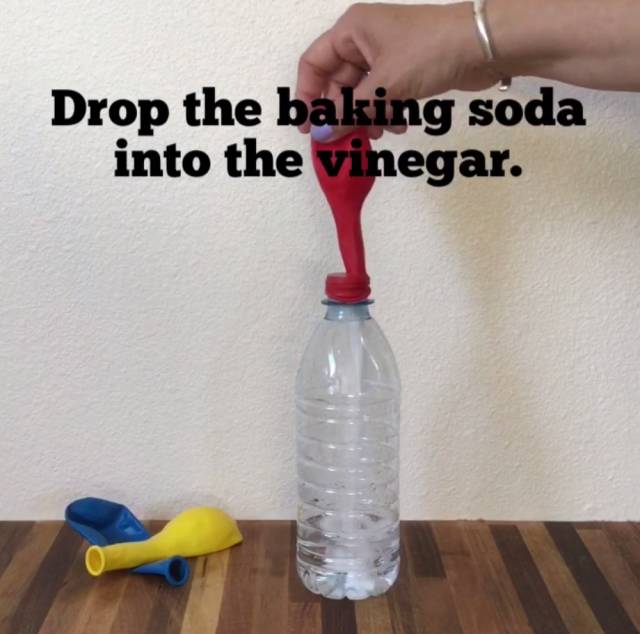 Drop the baking soda
into the vinegar.